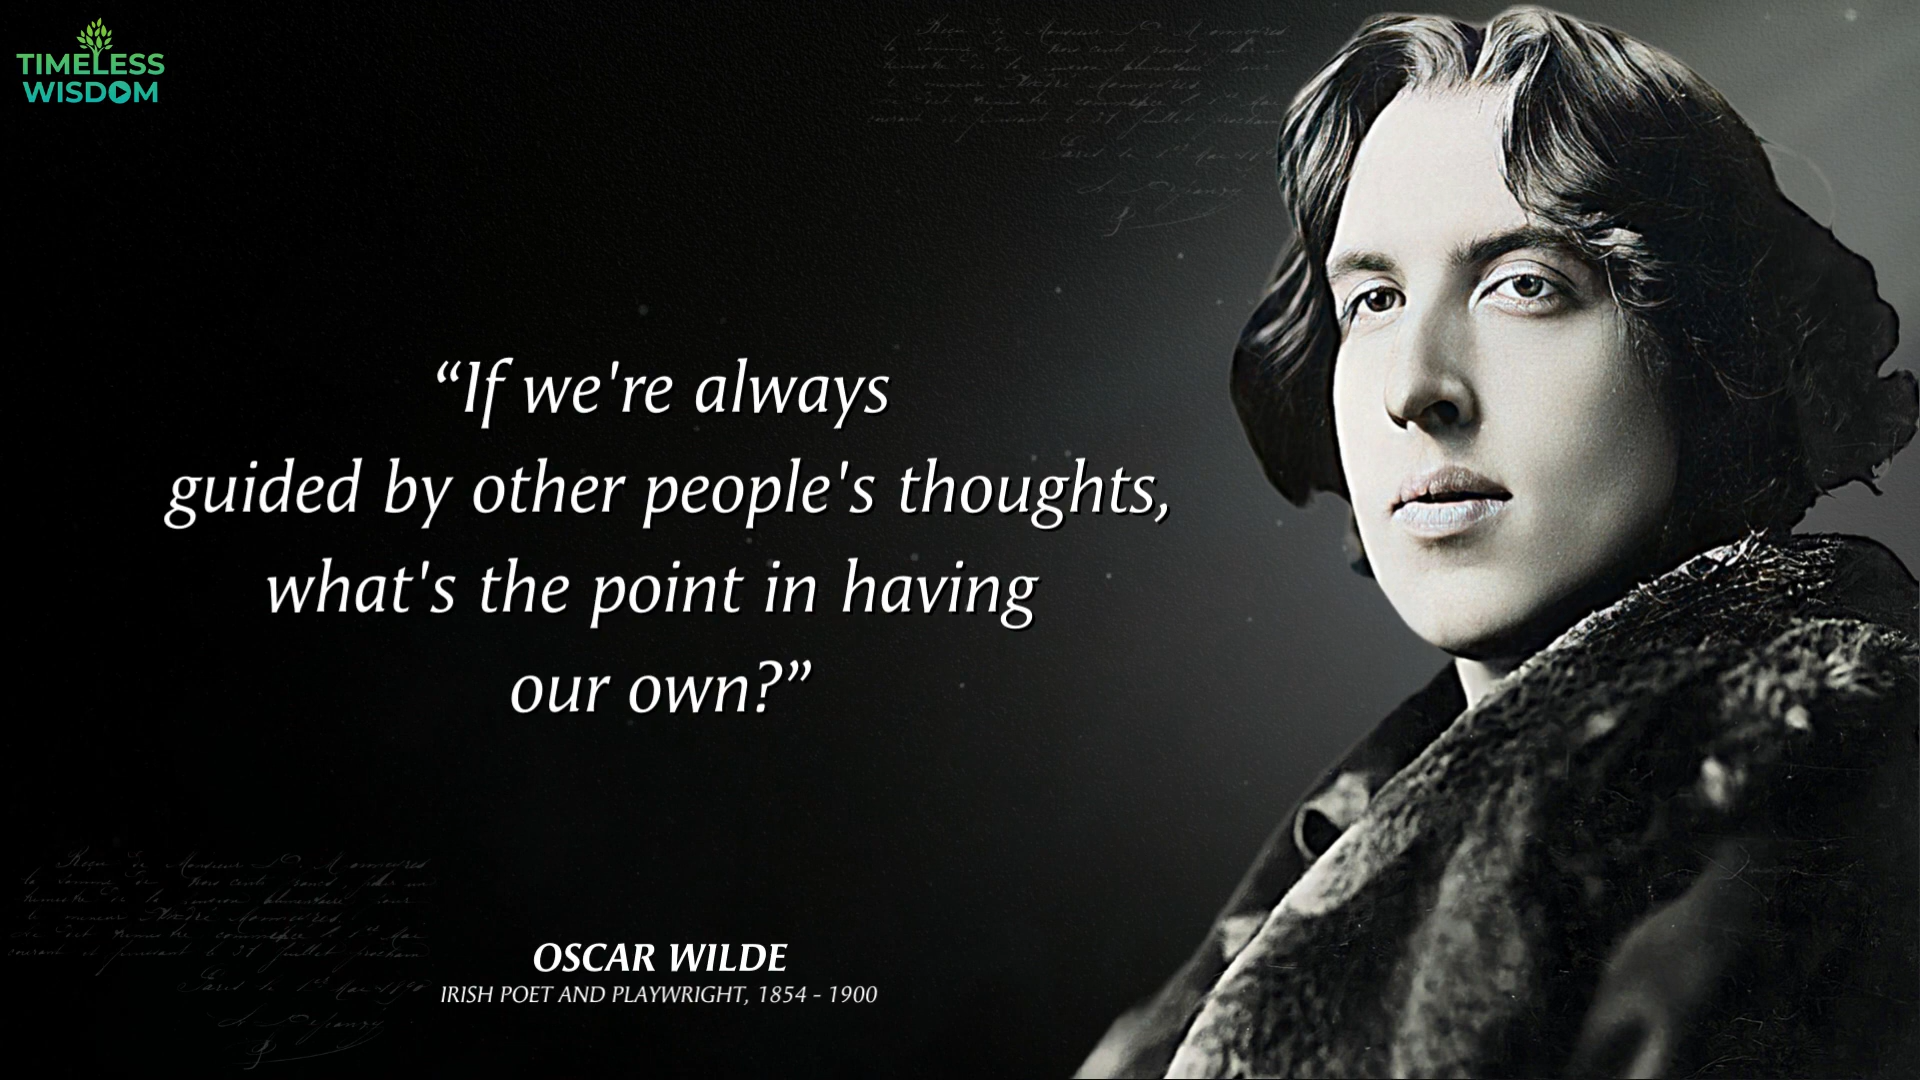 TIMELESS
WISDOM
“If we're always
guided by other people's thoughts,
what's the point in having
our own?”
OSCAR WILDE
IRISH POET AND PLAYWRIGHT, 1854 - 1900